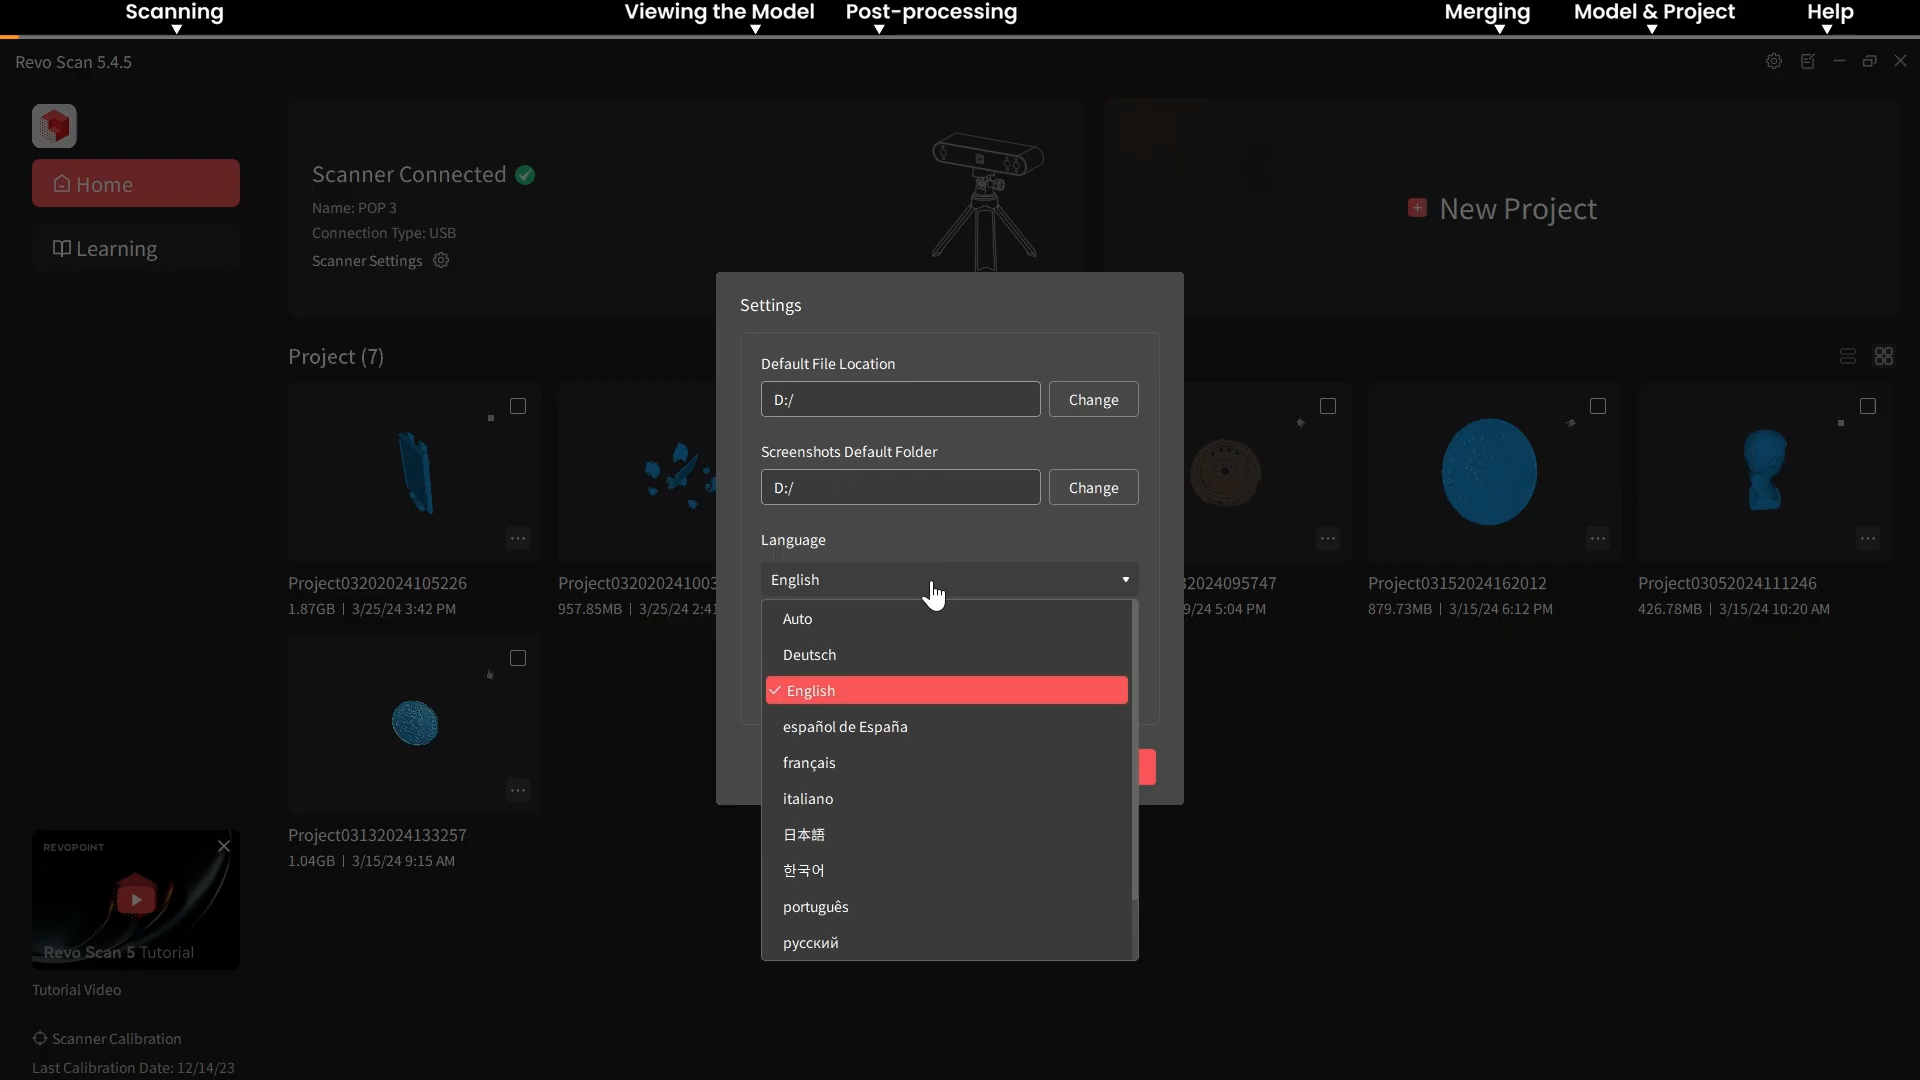 Scanning
Viewing the Model
Post-processing
Merging
Model & Project
Help
Revo Scan 5.4.5
Home
Learning
Scanner Connected
Name: POP 3
Connection Type: USB
Scanner Settings
New Project
Project (7)
Project03202024105226
1.87GB | 3/25/24 3:42 PM
Project032020241003
957.85MB | 3/25/24 2:41
2024095747
9/24 5:04 PM
Project03152024162012
879.73MB | 3/15/24 6:12 PM
Project03052024111246
426.78MB | 3/15/24 10:20 AM
Project03132024133257
1.04GB | 3/15/24 9:15 AM
Settings
Default File Location
D:/
Change
Screenshots Default Folder
D:/
Change
Language
English
Auto
Deutsch
English
español de España
français
italiano
日本語
한국어
português
русский
REVOPOINT
Revo Scan 5 Tutorial
Tutorial Video
Scanner Calibration
Last Calibration Date: 12/14/23